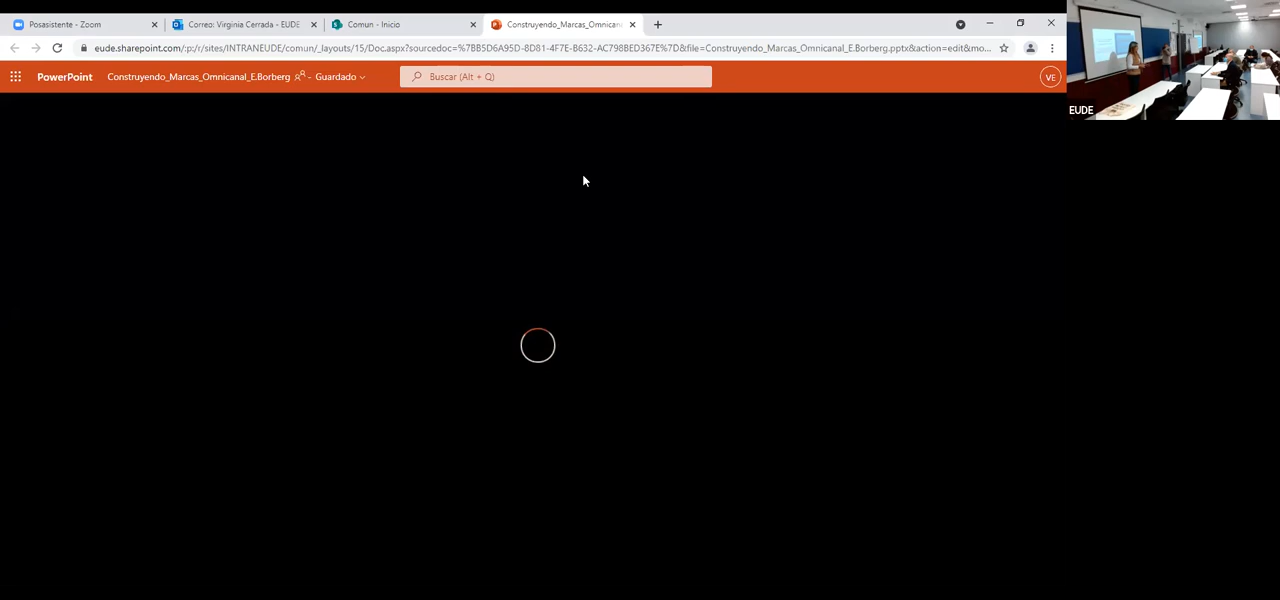 Posasistente - Zoom
Correo: Virginia Cerrada - EUDE
Comun - Inicio
Construyendo_Marcas_Omnican
eude.sharepoint.com/:p:/r/sites/INTRANEUDE/comun/_layouts/15/Doc.aspx?sourcedoc=%7BB5D6A95D-8D81-4F7E-B632-AC798BED367E%7D&file=Construyendo_Marcas_Omnicanal_E.Borberg.pptx&action=edit&mo...
PowerPoint
Construyendo_Marcas_Omnicanal_E.Borberg - Guardado
Buscar (Alt + Q)
VE
EUDE